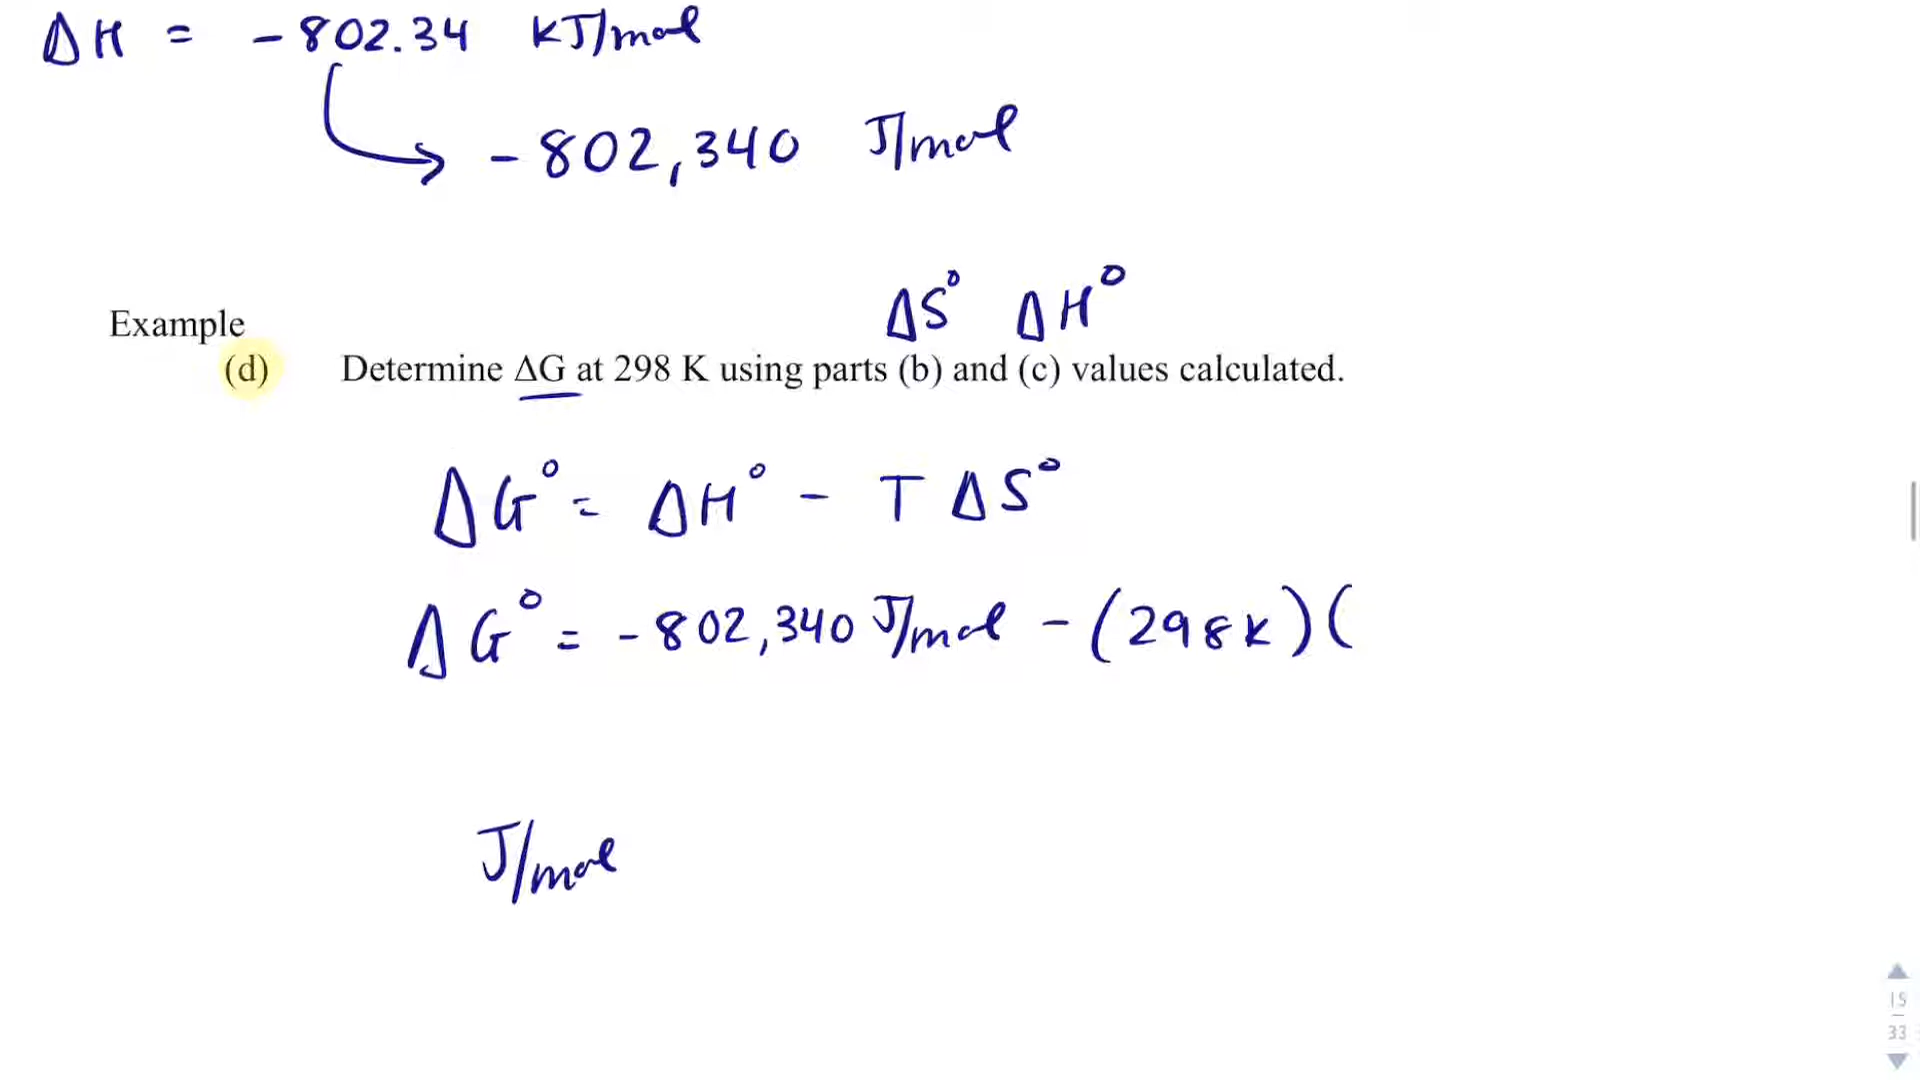 ΔH = -802.34 KJ/mol
-802,340 J/mol
ΔS° ΔH°
Example
(d) Determine ΔG at 298 K using parts (b) and (c) values calculated.
ΔG° = ΔH° - TΔS°
ΔG° = -802,340 J/mol - (298K)(
J/mol
15
33